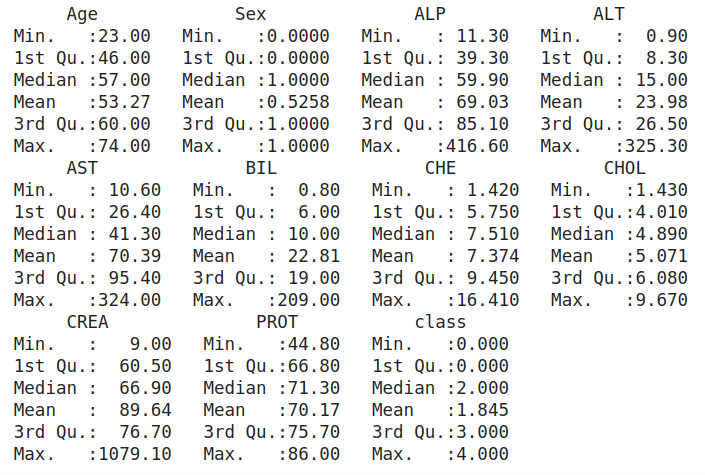 Age             Sex              ALP              ALT
 Min.   :23.00   Min.   :0.0000   Min.   : 11.30   Min.   :  0.90
 1st Qu.:46.00   1st Qu.:0.0000   1st Qu.: 39.30   1st Qu.:  8.30
 Median :57.00   Median :1.0000   Median : 59.90   Median : 15.00
 Mean   :53.27   Mean   :0.5258   Mean   : 69.03   Mean   : 23.98
 3rd Qu.:60.00   3rd Qu.:1.0000   3rd Qu.: 85.10   3rd Qu.: 26.50
 Max.   :74.00   Max.   :1.0000   Max.   :416.60   Max.   :325.30
      AST              BIL              CHE              CHOL
 Min.   : 10.60   Min.   :  0.80   Min.   : 1.420   Min.   :1.430
 1st Qu.: 26.40   1st Qu.:  6.00   1st Qu.: 5.750   1st Qu.:4.010
 Median : 41.30   Median : 10.00   Median : 7.510   Median :4.890
 Mean   : 70.39   Mean   : 22.81   Mean   : 7.374   Mean   :5.071
 3rd Qu.: 95.40   3rd Qu.: 19.00   3rd Qu.: 9.450   3rd Qu.:6.080
 Max.   :324.00   Max.   :209.00   Max.   :16.410   Max.   :9.670
      CREA              PROT           class
 Min.   :   9.00   Min.   :44.80   Min.   :0.000
 1st Qu.:  60.50   1st Qu.:66.80   1st Qu.:0.000
 Median :  66.90   Median :71.30   Median :2.000
 Mean   :  89.64   Mean   :70.17   Mean   :1.845
 3rd Qu.:  76.70   3rd Qu.:75.70   3rd Qu.:3.000
 Max.   :1079.10   Max.   :86.00   Max.   :4.000